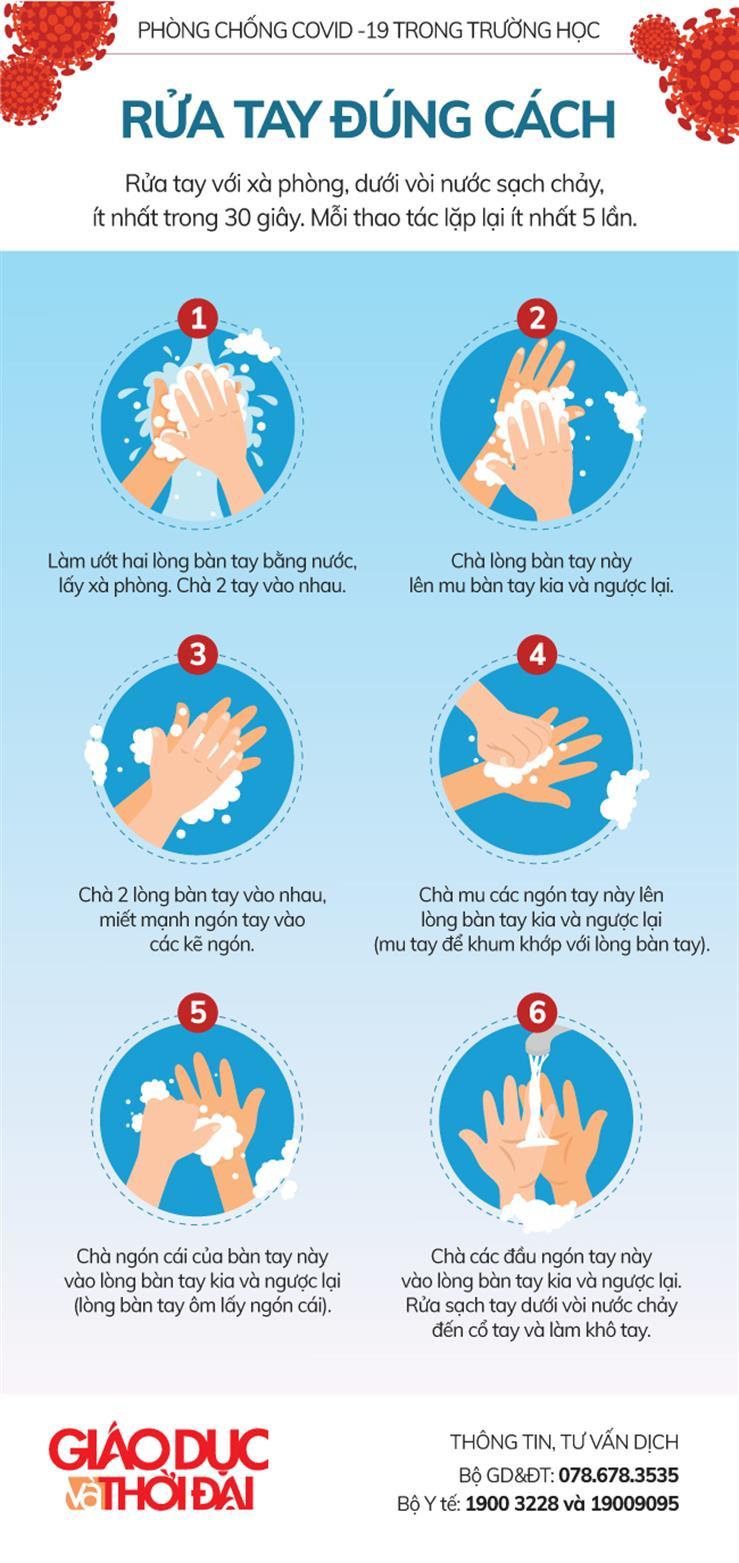 PHÒNG CHỐNG COVID -19 TRONG TRƯỜNG HỌC
RỬA TAY ĐÚNG CÁCH
Rửa tay với xà phòng, dưới vòi nước sạch chảy,
ít nhất trong 30 giây. Mỗi thao tác lặp lại ít nhất 5 lần.
1
Làm ướt hai lòng bàn tay bằng nước,
lấy xà phòng. Chà 2 tay vào nhau.
2
Chà lòng bàn tay này
lên mu bàn tay kia và ngược lại.
3
Chà 2 lòng bàn tay vào nhau,
miết mạnh ngón tay vào
các kẽ ngón.
4
Chà mu các ngón tay này lên
lòng bàn tay kia và ngược lại
(mu tay để khum khớp với lòng bàn tay).
5
Chà ngón cái của bàn tay này
vào lòng bàn tay kia và ngược lại
(lòng bàn tay ôm lấy ngón cái).
6
Chà các đầu ngón tay này
vào lòng bàn tay kia và ngược lại.
Rửa sạch tay dưới vòi nước chảy
đến cổ tay và làm khô tay.
GIÁO DỤC
và THỜI ĐẠI
THÔNG TIN, TƯ VẤN DỊCH
Bộ GD&ĐT: 078.678.3535
Bộ Y tế: 1900 3228 và 19009095